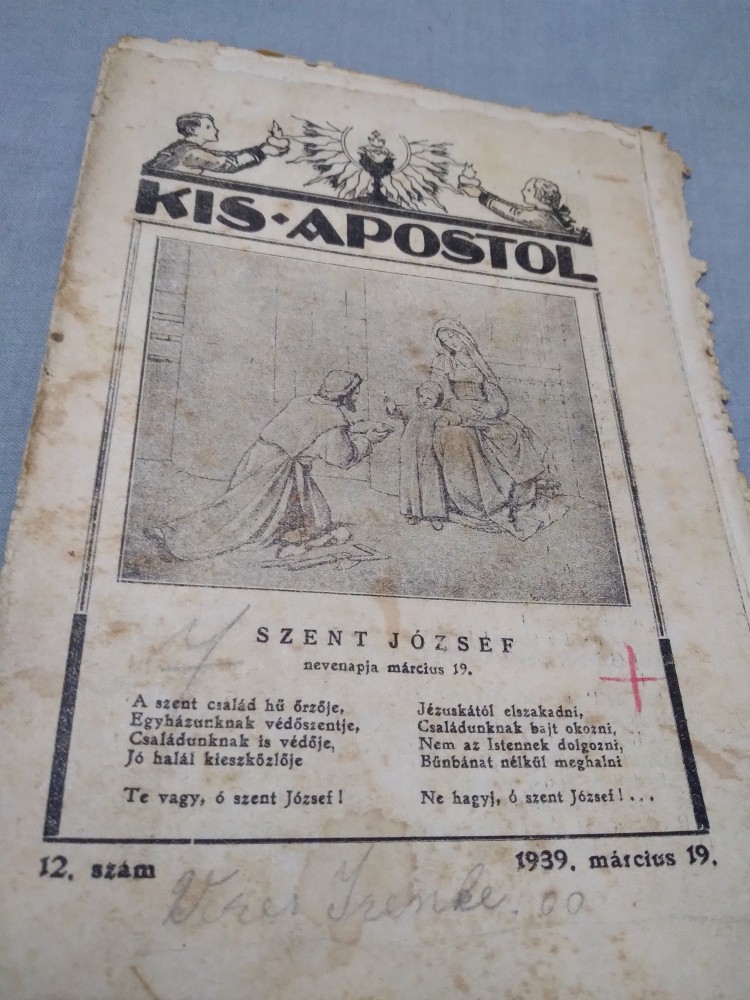 KIS-APOSTOL
SZENT JÓZSEF
nevenapja március 19.
A szent család hű őrzője,
Egyházunknak védőszentje,
Családunknak is védője,
Jó halál kieszközlője
Te vagy, ó szent József!
Jézuskától elszakadni,
Családunknak bajt okozni,
Nem az Istennek dolgozni,
Bűnbánat nélkül meghalni
Ne hagyj, ó szent József!...
12. szám
1939. március 19.
Veres Irenke.